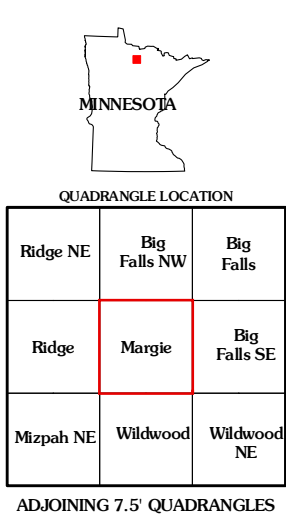 MINNESOTA
QUADRANGLE LOCATION
Ridge NE
Big
Falls NW
Big
Falls
Ridge
Margie
Big
Falls SE
Mizpah NE
Wildwood
Wildwood
NE
ADJOINING 7.5' QUADRANGLES